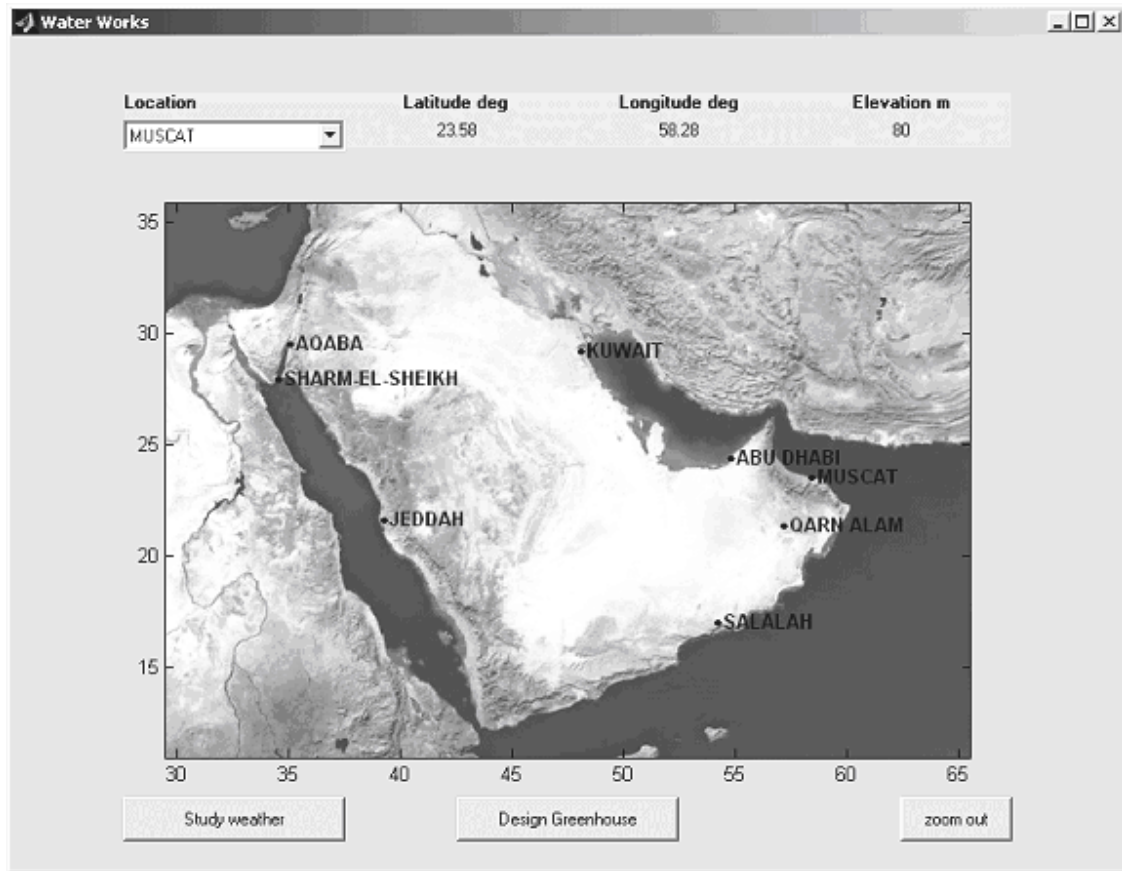 Water Works
Location Latitude deg Longitude deg Elevation m
MUSCAT 23.58 58.28 80
35
30
AQABA
KUWAIT
SHARM-EL-SHEIKH
25
ABU DHABI
MUSCAT
JEDDAH
QARN ALAM
20
SALALAH
15
30 35 40 45 50 55 60 65
Study weather Design Greenhouse zoom out